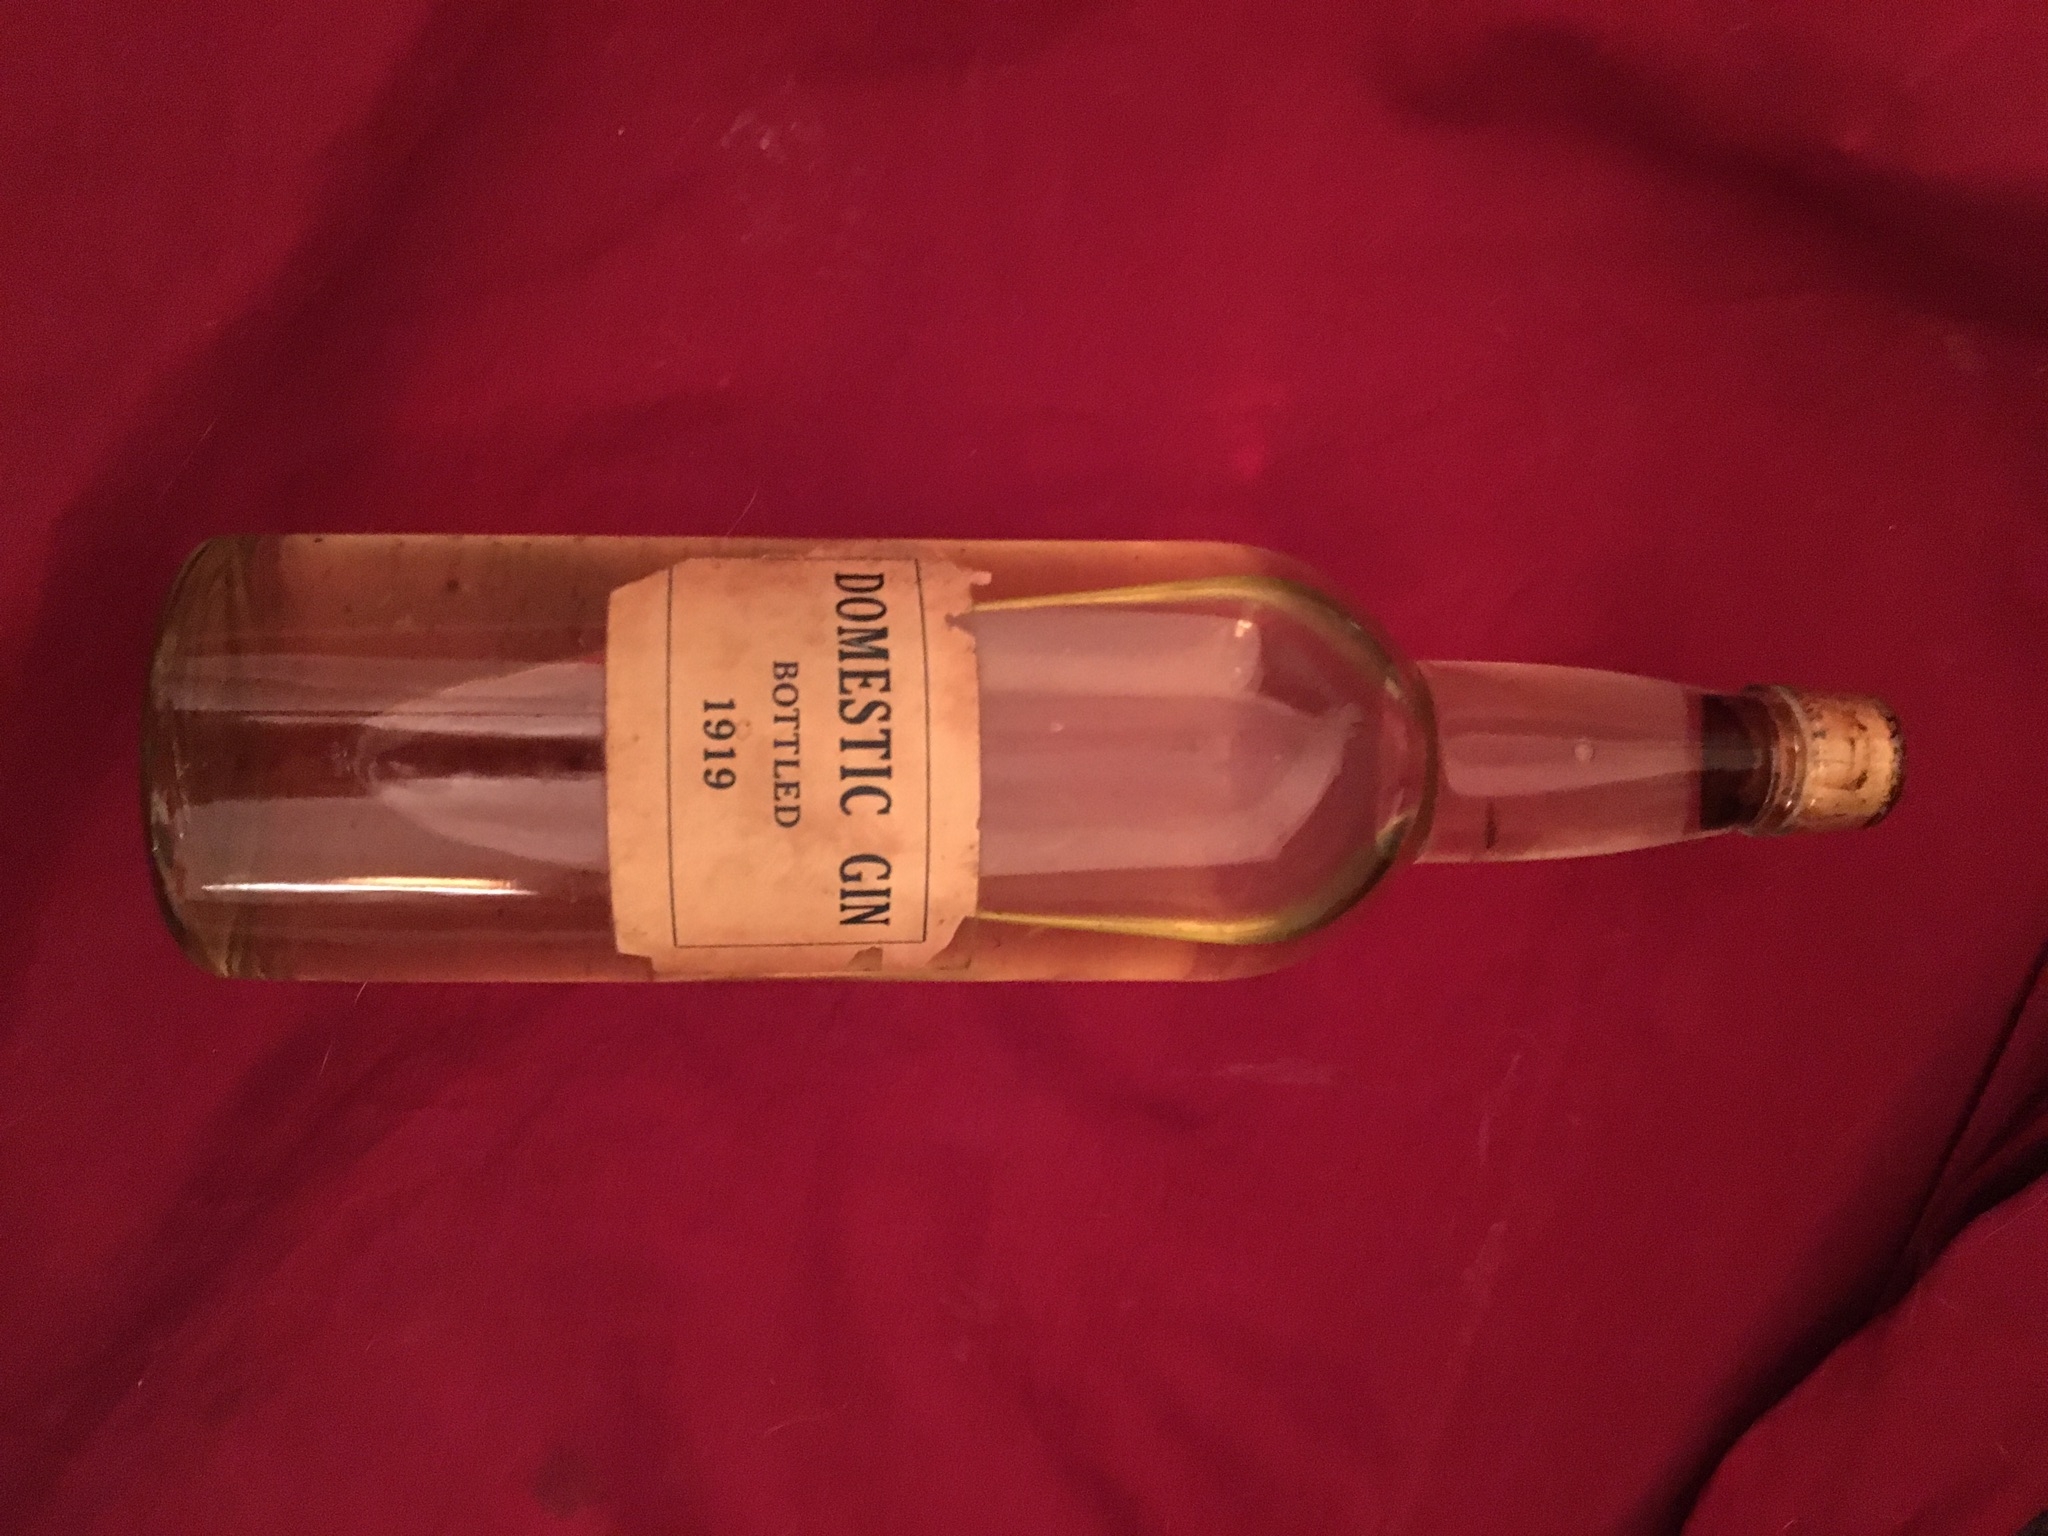 DOMESTIC GIN
BOTTLED
1919